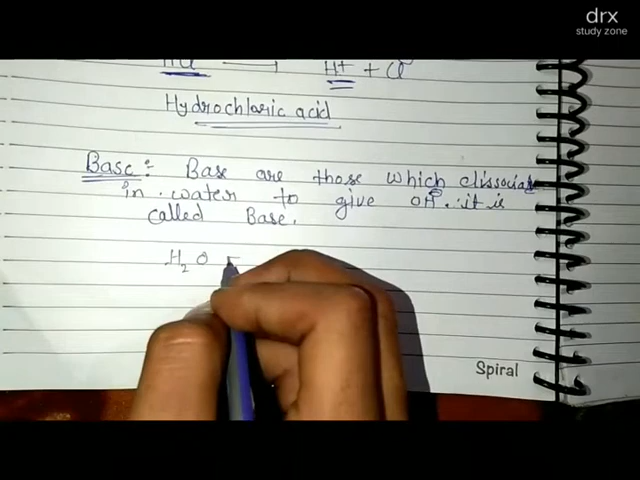 drx
study zone
HCl → H+ + Cl-
Hydrochloric acid
Base :- Base are those which dissociate
in water to give OH-. it is
called Base.
H2O
Spiral